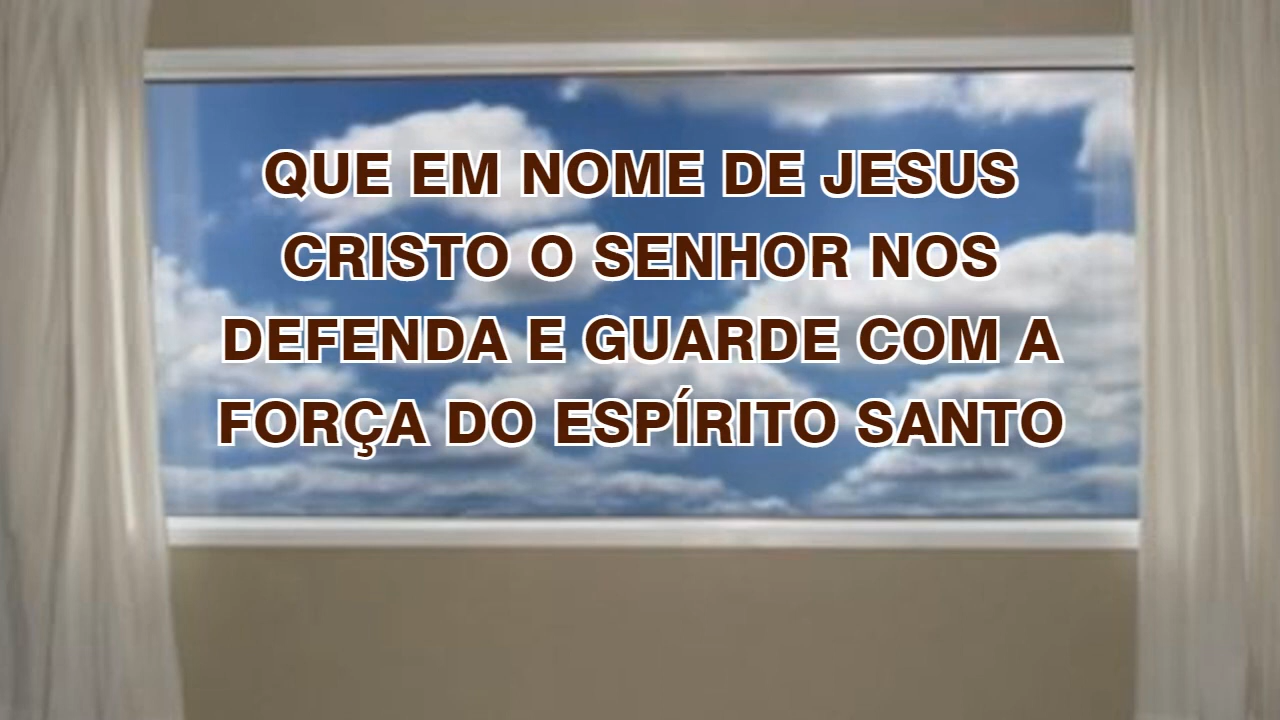 QUE EM NOME DE JESUS
CRISTO O SENHOR NOS
DEFENDA E GUARDE COM A
FORÇA DO ESPÍRITO SANTO